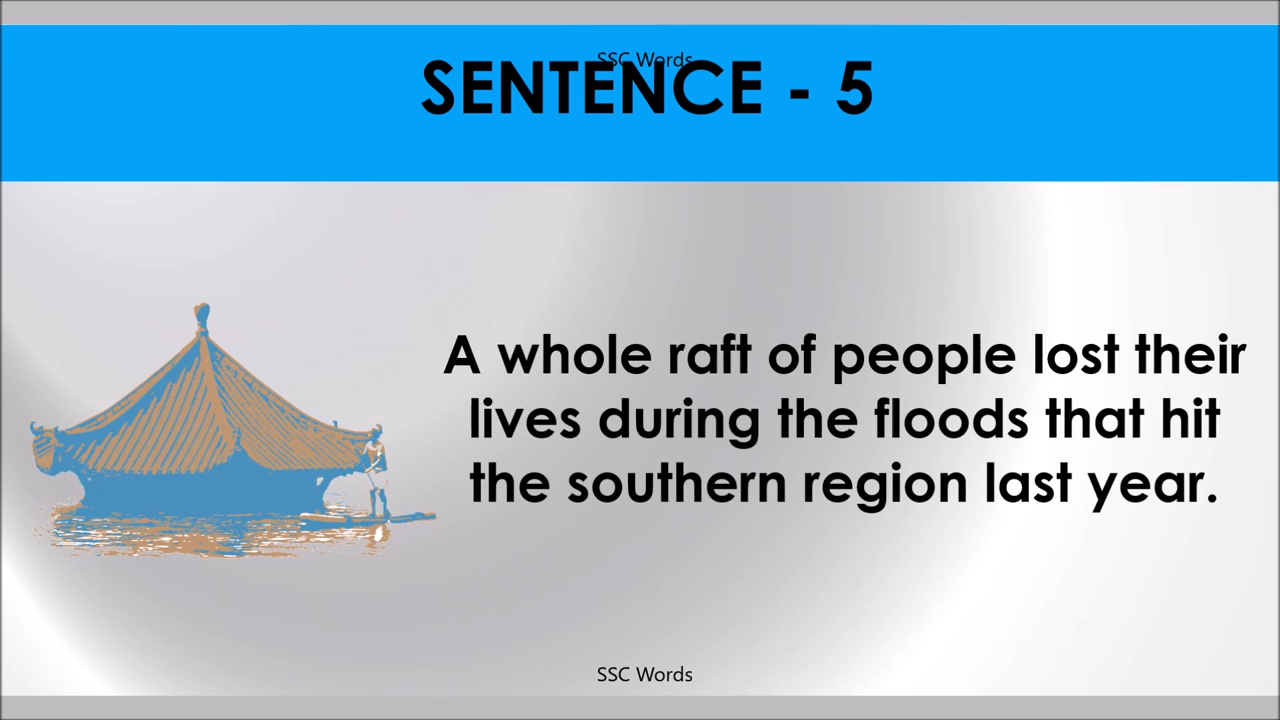 SSC Words
SENTENCE - 5
A whole raft of people lost their
lives during the floods that hit
the southern region last year.
SSC Words